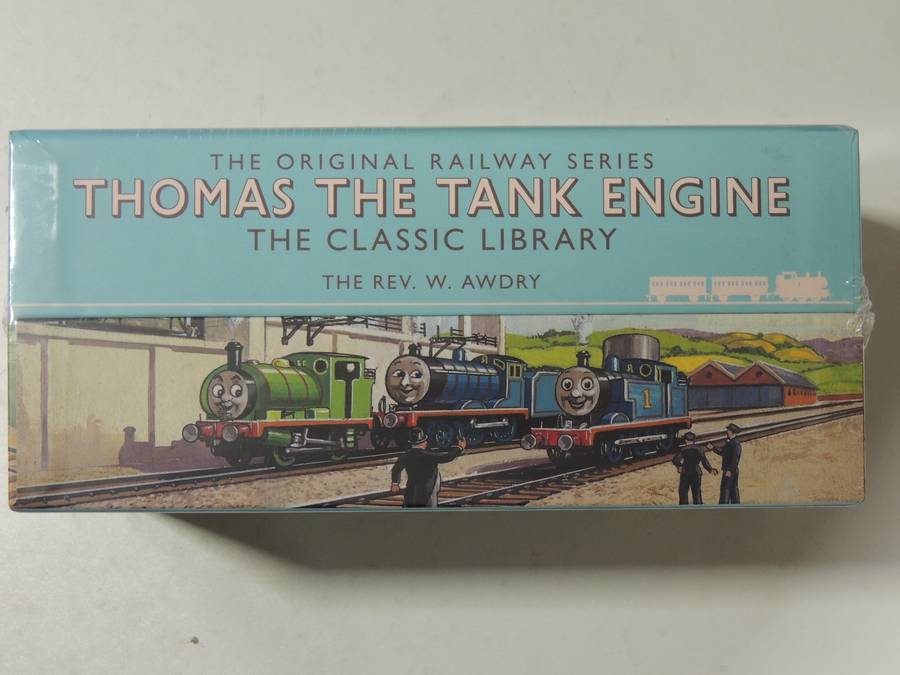 THE ORIGINAL RAILWAY SERIES
THOMAS THE TANK ENGINE
THE CLASSIC LIBRARY
THE REV. W. AWDRY
1